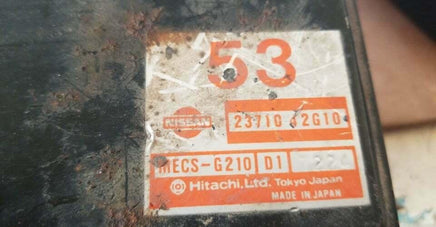 53
NISSAN 23710 2G10
MECS-G210 D1
Hitachi, Ltd. Tokyo Japan
MADE IN JAPAN